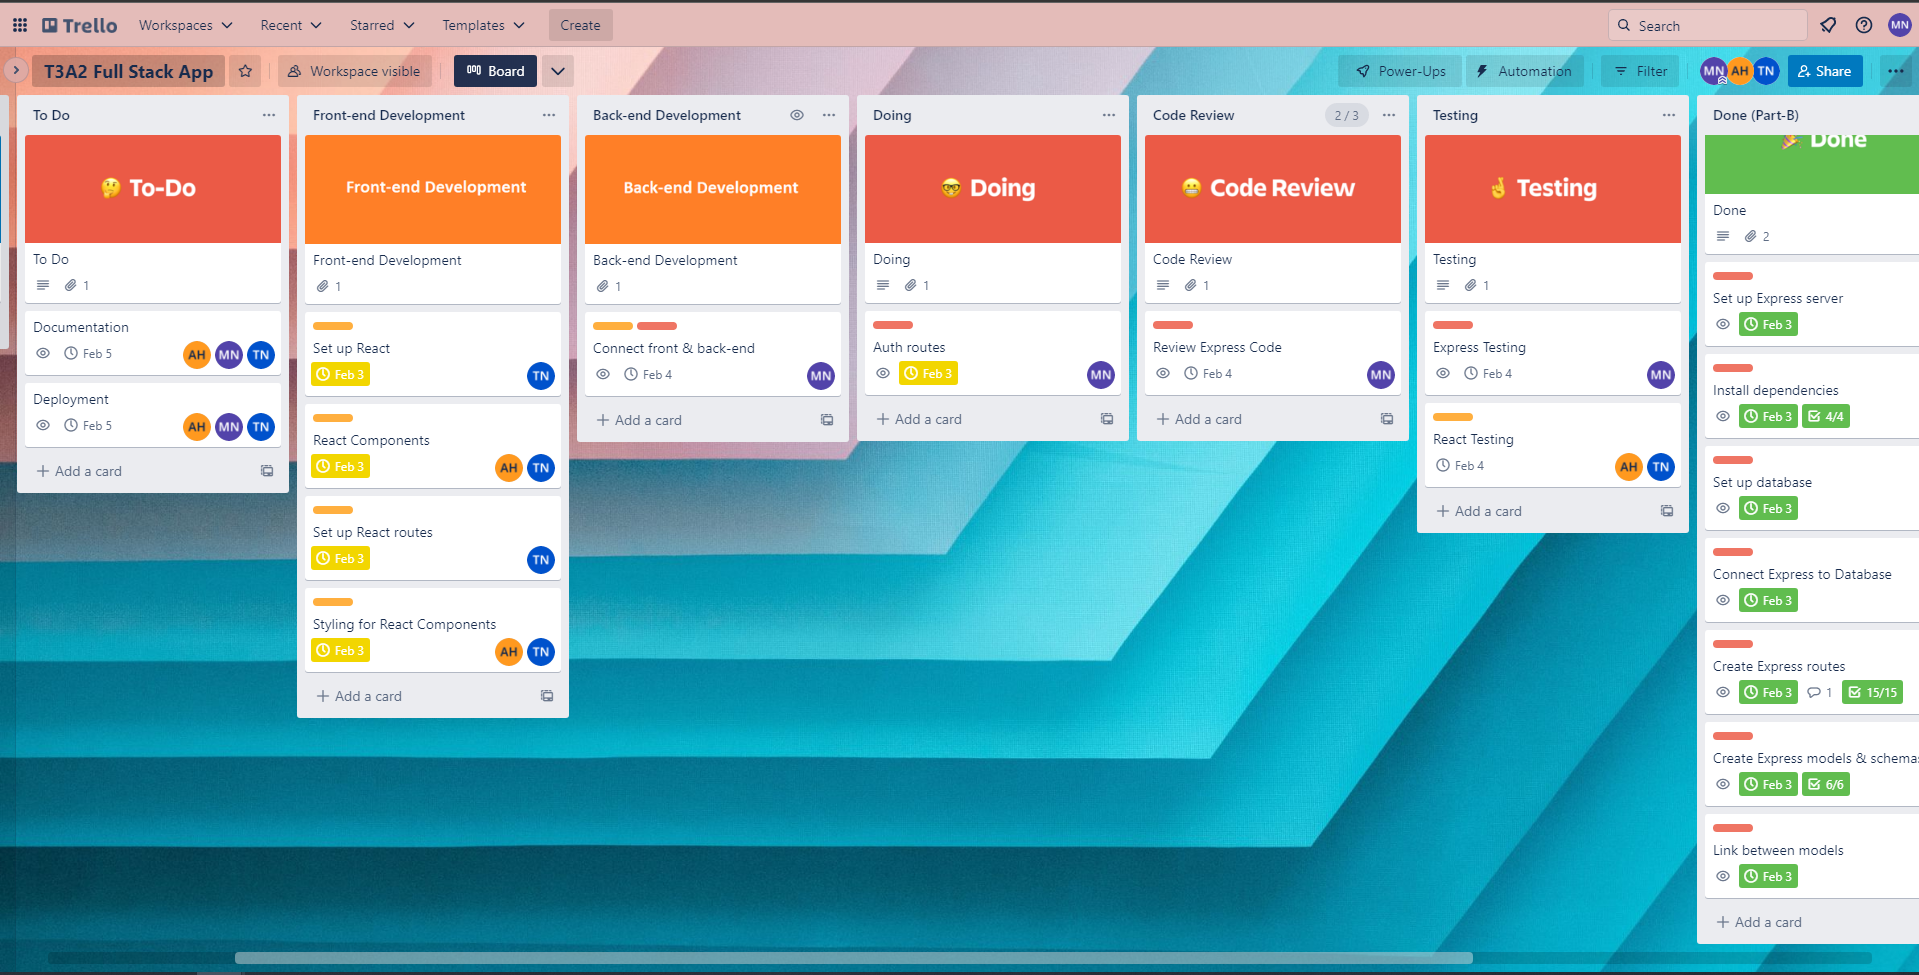 Trello Workspaces Recent Starred Templates Create Search MN
T3A2 Full Stack App Workspace visible Board Power-Ups Automation Filter MN AH TN Share
To Do
🤔 To-Do
To Do
1
Documentation
Feb 5 AH MN TN
Deployment
Feb 5 AH MN TN
+ Add a card
Front-end Development
Front-end Development
Front-end Development
1
Set up React
Feb 3 TN
React Components
Feb 3 AH TN
Set up React routes
Feb 3 TN
Styling for React Components
Feb 3 AH TN
+ Add a card
Back-end Development
Back-end Development
Back-end Development
1
Connect front & back-end
Feb 4 MN
+ Add a card
Doing
🤓 Doing
Doing
1
Auth routes
Feb 3 MN
+ Add a card
Code Review 2 / 3
😬 Code Review
Code Review
1
Review Express Code
Feb 4 MN
+ Add a card
Testing
🤞 Testing
Testing
1
Express Testing
Feb 4 MN
React Testing
Feb 4 AH TN
+ Add a card
Done (Part-B)
🎉 Done
Done
2
Set up Express server
Feb 3
Install dependencies
Feb 3 4/4
Set up database
Feb 3
Connect Express to Database
Feb 3
Create Express routes
Feb 3 1 15/15
Create Express models & schemas
Feb 3 6/6
Link between models
Feb 3
+ Add a card